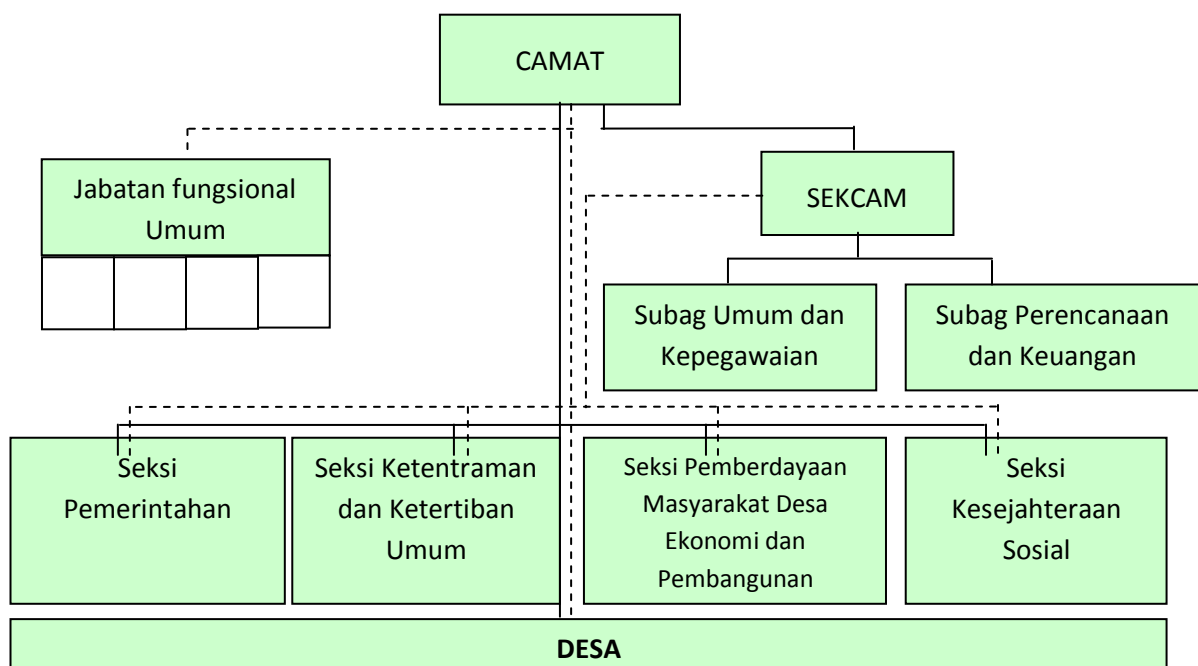 CAMAT
Jabatan fungsional
Umum
SEKCAM
Subag Umum dan
Kepegawaian
Subag Perencanaan
dan Keuangan
Seksi
Pemerintahan
Seksi Ketentraman
dan Ketertiban
Umum
Seksi Pemberdayaan
Masyarakat Desa
Ekonomi dan
Pembangunan
Seksi
Kesejahteraan
Sosial
DESA